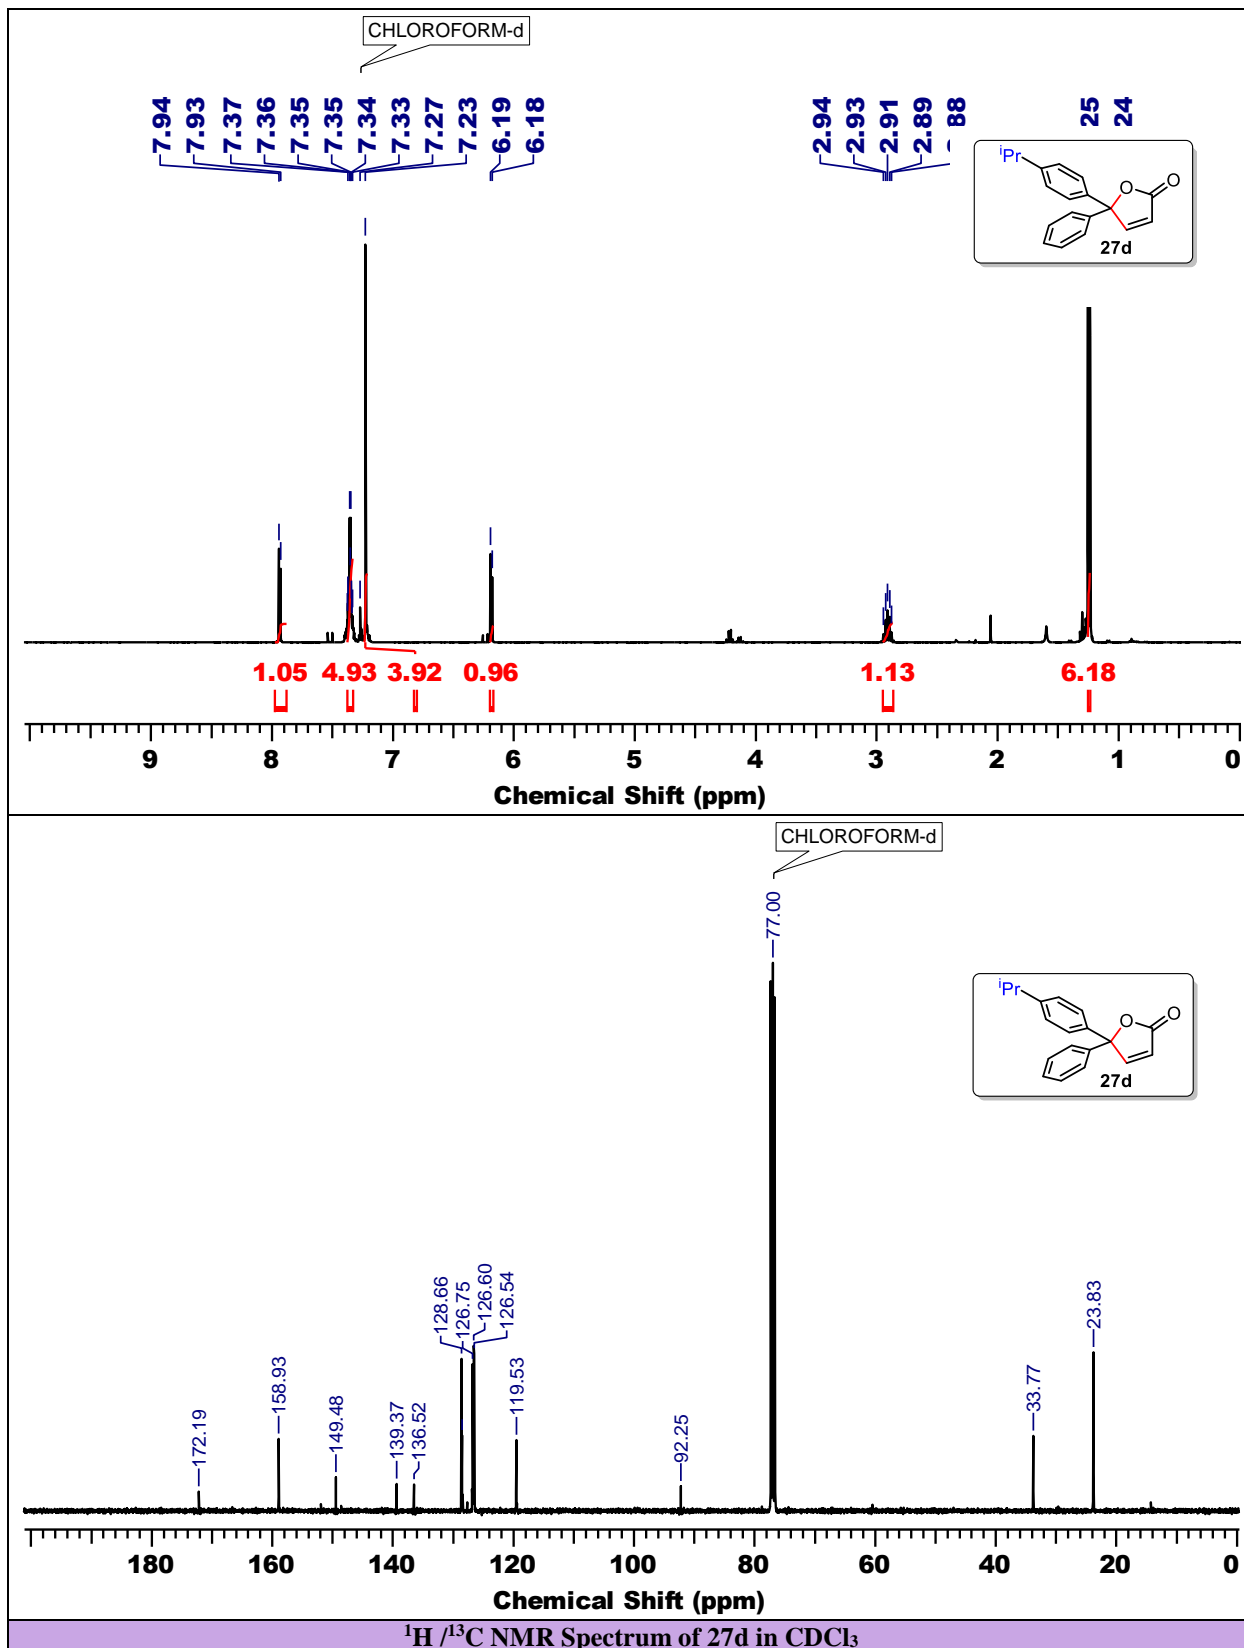 CHLOROFORM-d
7.94 7.93 7.37 7.36 7.35 7.35 7.34 7.33 7.27 7.23 6.19 6.18 2.94 2.93 2.91 2.89 88 25 24
iPr
O O
27d
1.05 4.93 3.92 0.96 1.13 6.18
9 8 7 6 5 4 3 2 1 0
Chemical Shift (ppm)
CHLOROFORM-d
77.00
iPr
O O
27d
172.19 158.93 149.48 139.37 136.52 128.66 126.75 126.60 126.54 119.53 92.25 33.77 23.83
180 160 140 120 100 80 60 40 20 0
Chemical Shift (ppm)
¹H /¹³C NMR Spectrum of 27d in CDCl₃